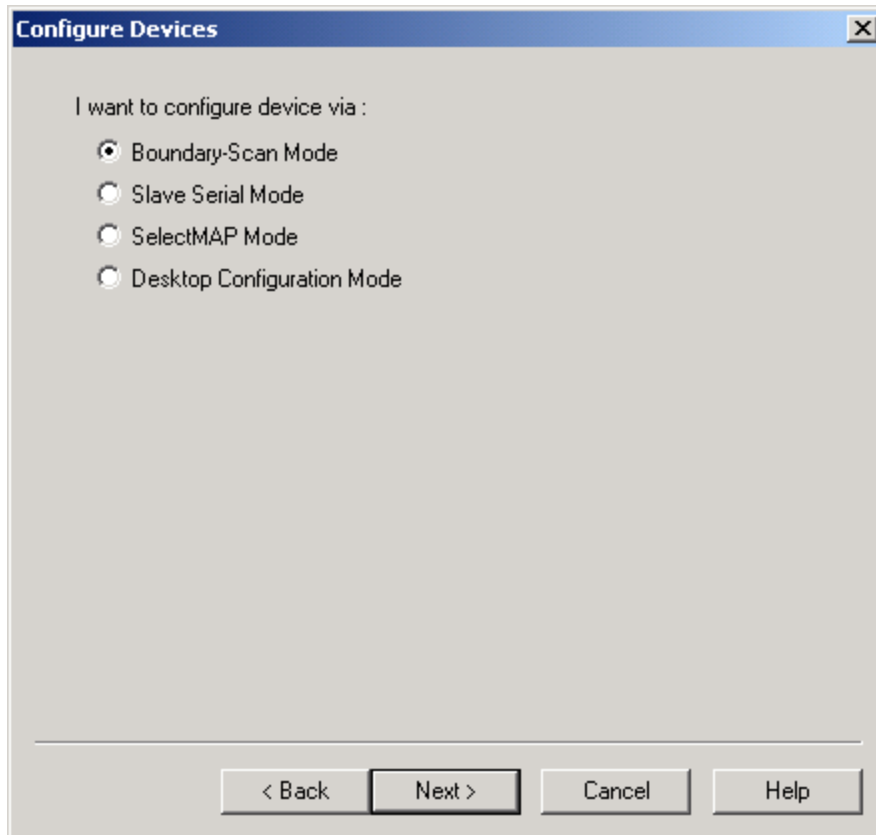 Configure Devices
I want to configure device via :
Boundary-Scan Mode
Slave Serial Mode
SelectMAP Mode
Desktop Configuration Mode
< Back Next > Cancel Help